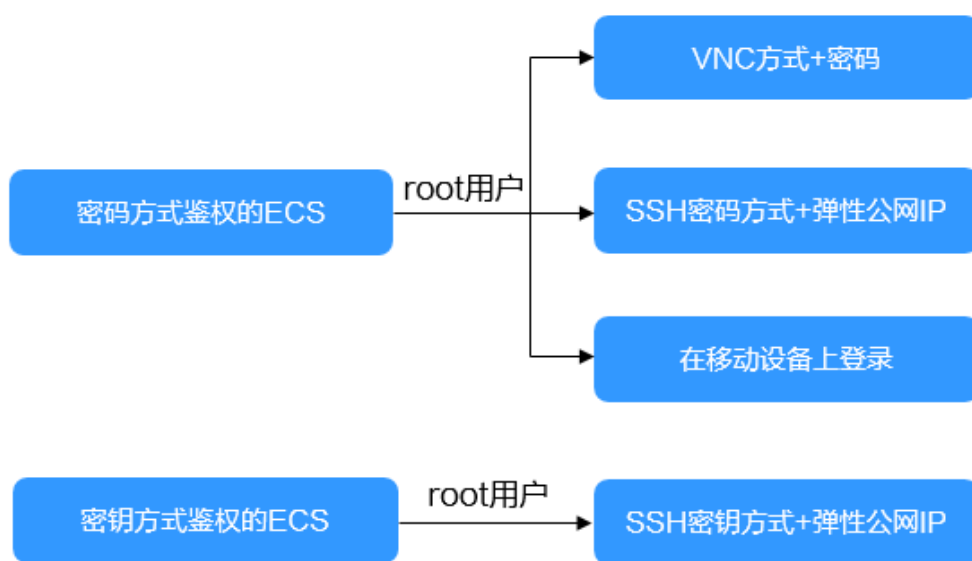 VNC方式+密码
密码方式鉴权的ECS
root用户
SSH密码方式+弹性公网IP
在移动设备上登录
密钥方式鉴权的ECS
root用户
SSH密钥方式+弹性公网IP